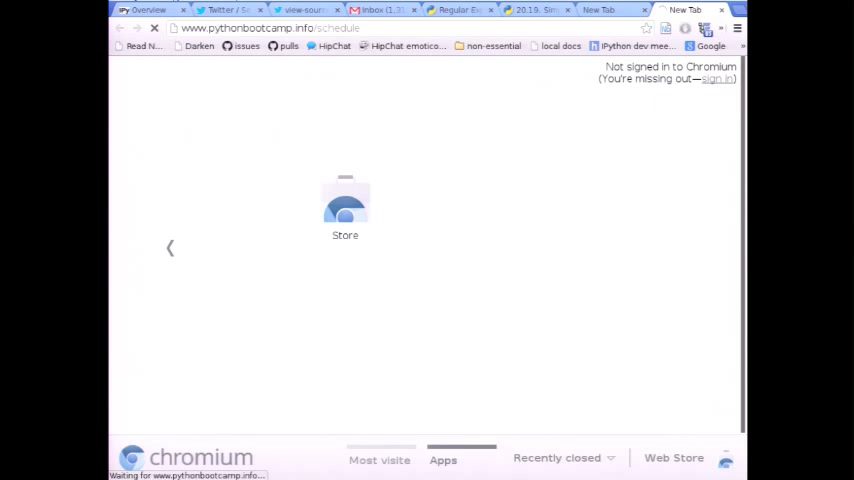 IPy Overview
Twitter / Se
view-sourc
Inbox (1,3
Regular Ex
20.19. Sim
New Tab
New Tab
www.pythonbootcamp.info/schedule
Read N...
Darken
issues
pulls
HipChat
HipChat emotico...
non-essential
local docs
IPython dev mee...
Google
Not signed in to Chromium
(You're missing out—sign in)
Store
chromium
Most visite
Apps
Recently closed
Web Store
Waiting for www.pythonbootcamp.info...